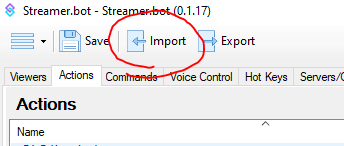 Streamer.bot - Streamer.bot (0.1.17)
Save Import Export
Viewers Actions Commands Voice Control Hot Keys Servers/C
Actions
Name